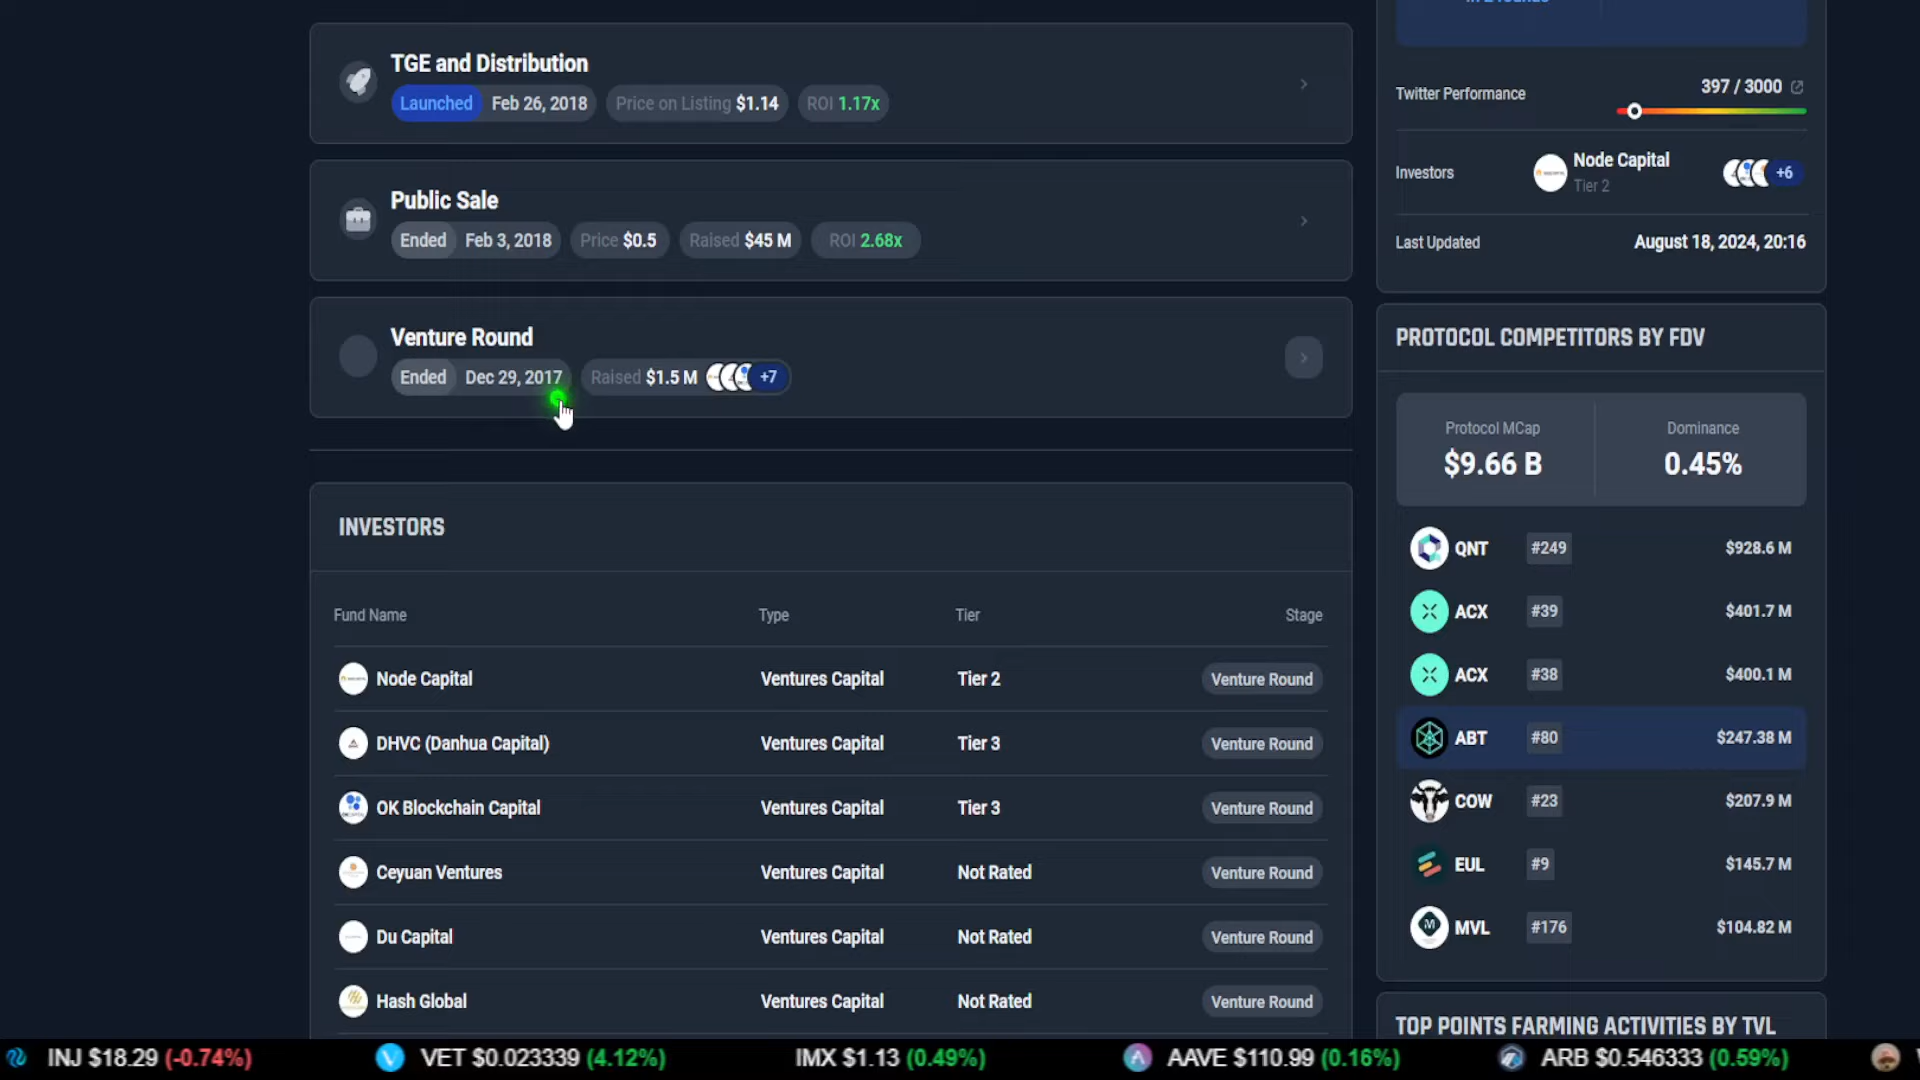 TGE and Distribution
Launched Feb 26, 2018 Price on Listing $1.14 ROI 1.17x
Public Sale
Ended Feb 3, 2018 Price $0.5 Raised $45 M ROI 2.68x
Venture Round
Ended Dec 29, 2017 Raised $1.5 M +7
INVESTORS
Fund Name Type Tier Stage
Node Capital Ventures Capital Tier 2 Venture Round
DHVC (Danhua Capital) Ventures Capital Tier 3 Venture Round
OK Blockchain Capital Ventures Capital Tier 3 Venture Round
Ceyuan Ventures Ventures Capital Not Rated Venture Round
Du Capital Ventures Capital Not Rated Venture Round
Hash Global Ventures Capital Not Rated Venture Round
Twitter Performance 397 / 3000
Investors Node Capital +6
Tier 2
Last Updated August 18, 2024, 20:16
PROTOCOL COMPETITORS BY FDV
Protocol MCap Dominance
$9.66 B 0.45%
QNT #249 $928.6 M
ACX #39 $401.7 M
ACX #38 $400.1 M
ABT #80 $247.38 M
COW #23 $207.9 M
EUL #9 $145.7 M
MVL #176 $104.82 M
TOP POINTS FARMING ACTIVITIES BY TVL
INJ $18.29 (-0.74%) VET $0.023339 (4.12%) IMX $1.13 (0.49%) AAVE $110.99 (0.16%) ARB $0.546333 (0.59%)